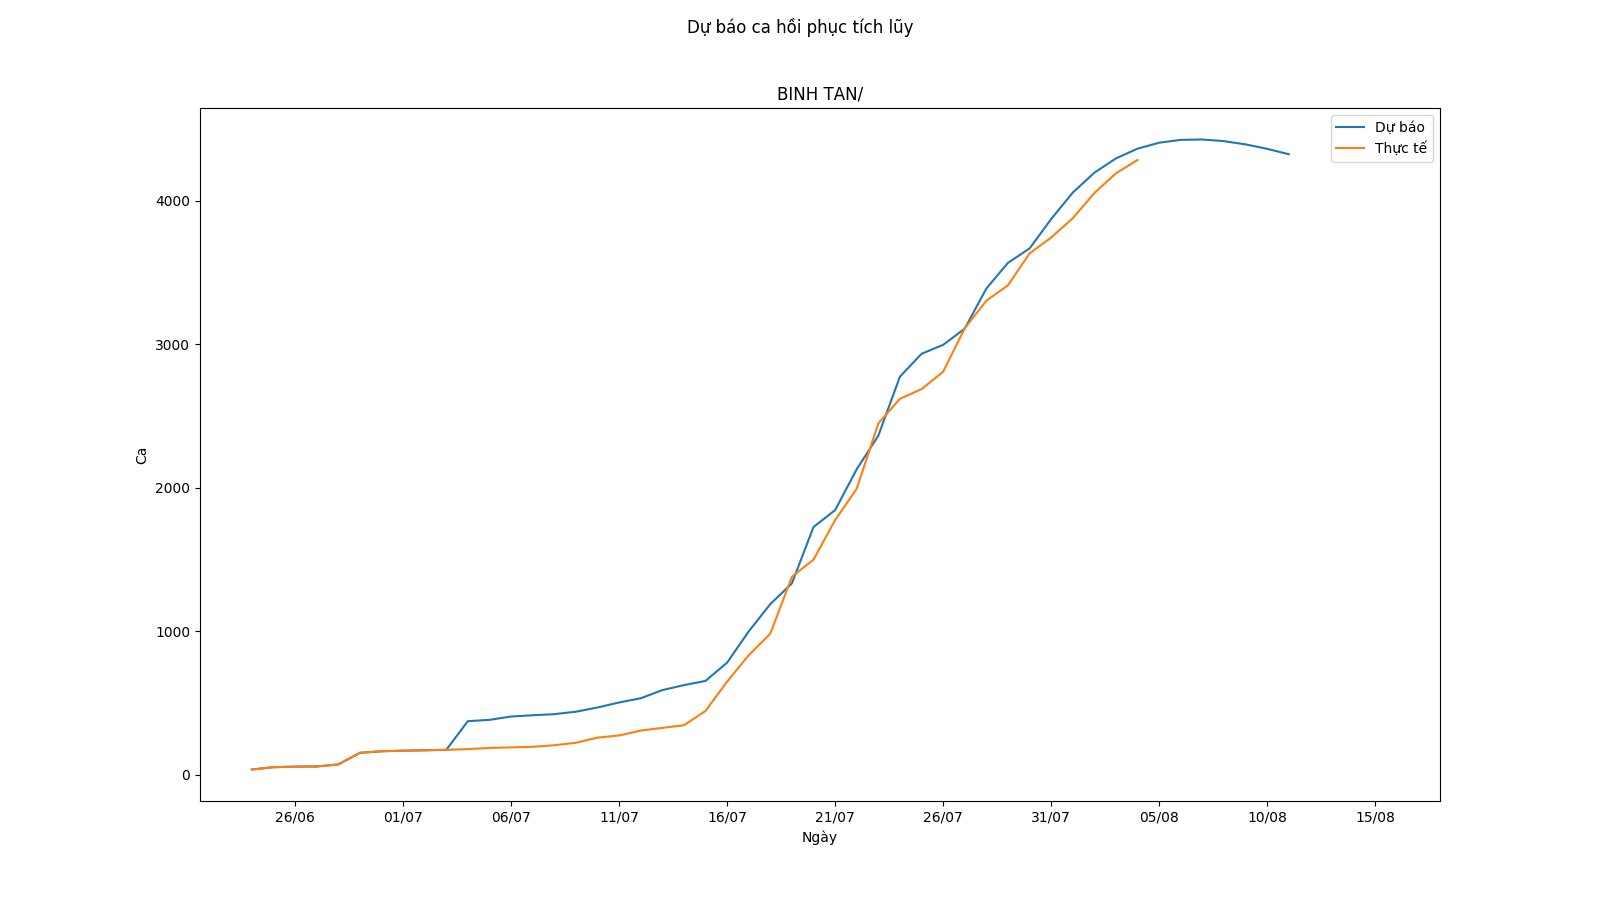 Dự báo ca hồi phục tích lũy
BINH TAN/
Dự báo
Thực tế
4000
3000
2000
1000
0
Ca
26/06 01/07 06/07 11/07 16/07 21/07 26/07 31/07 05/08 10/08 15/08
Ngày